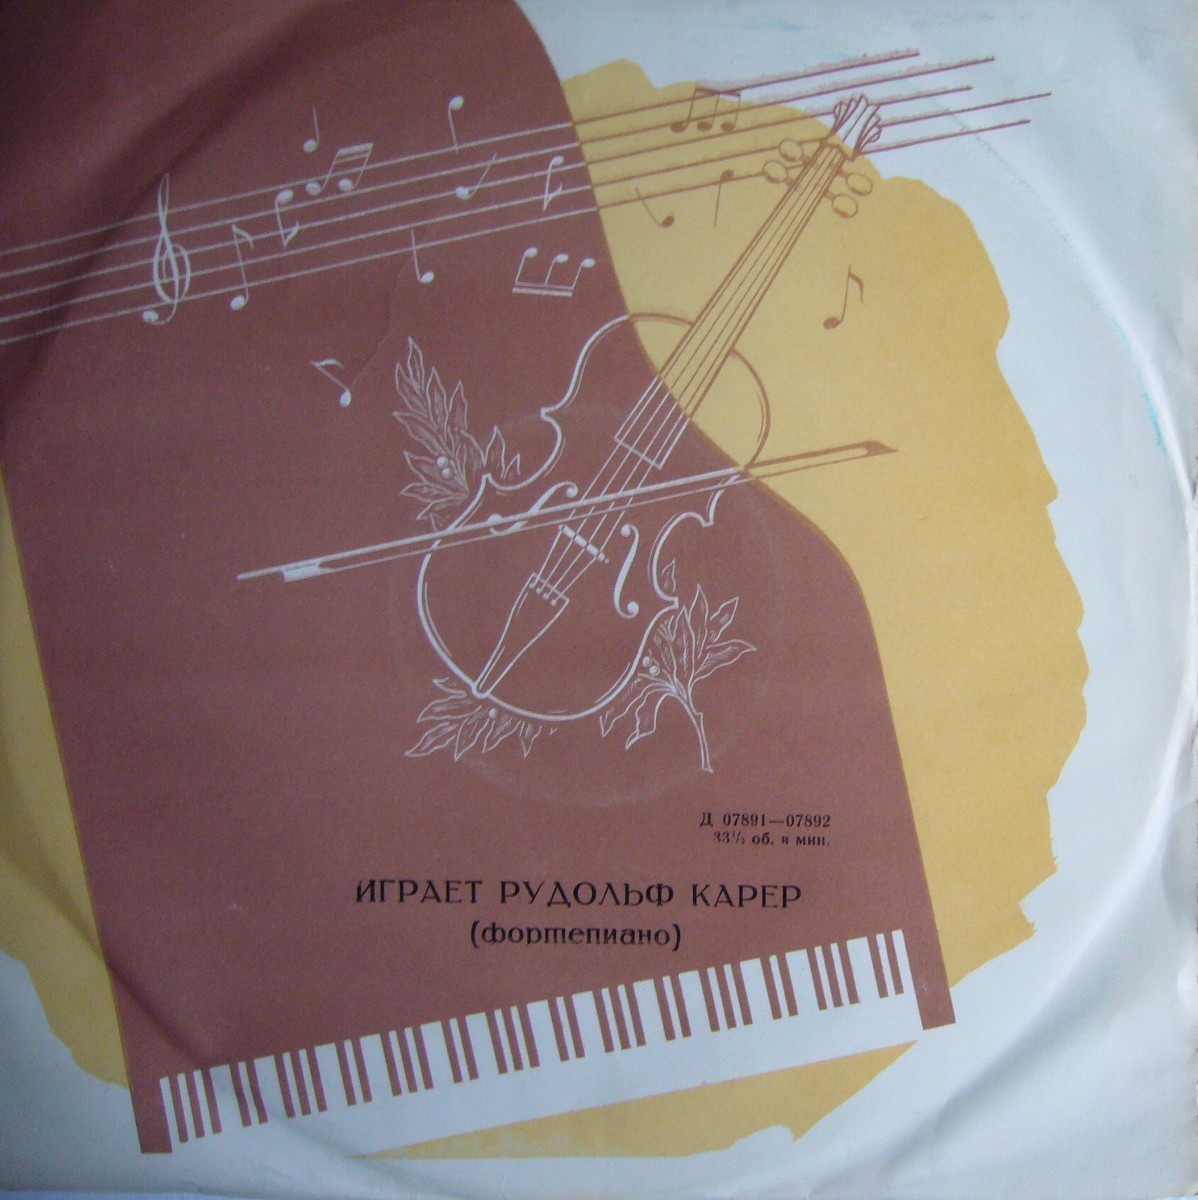 Д 07891—07892
33⅓ об. в мин.
ИГРАЕТ РУДОЛЬФ КАРЕР
(фортепиано)